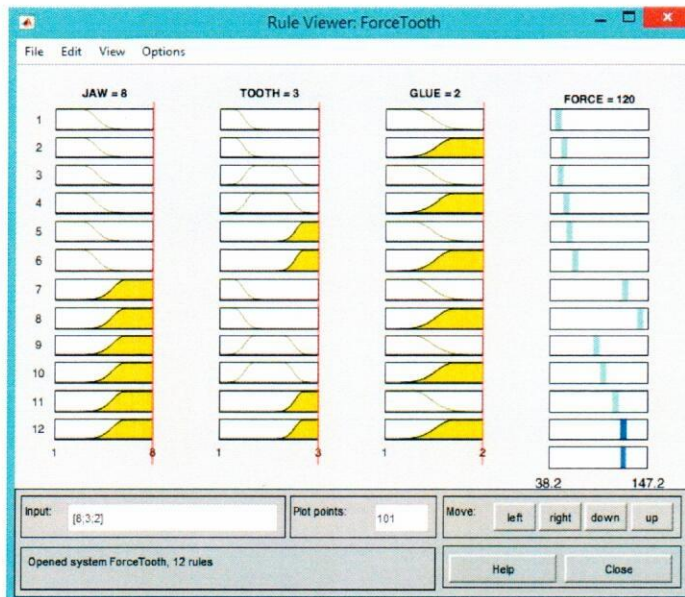 Rule Viewer: ForceTooth
File Edit View Options
JAW = 8 TOOTH = 3 GLUE = 2 FORCE = 120
1
2
3
4
5
6
7
8
9
10
11
12
1 8 1 3 1 2
38.2 147.2
Input: [8;3;2] Plot points: 101 Move: left right down up
Opened system ForceTooth, 12 rules Help Close